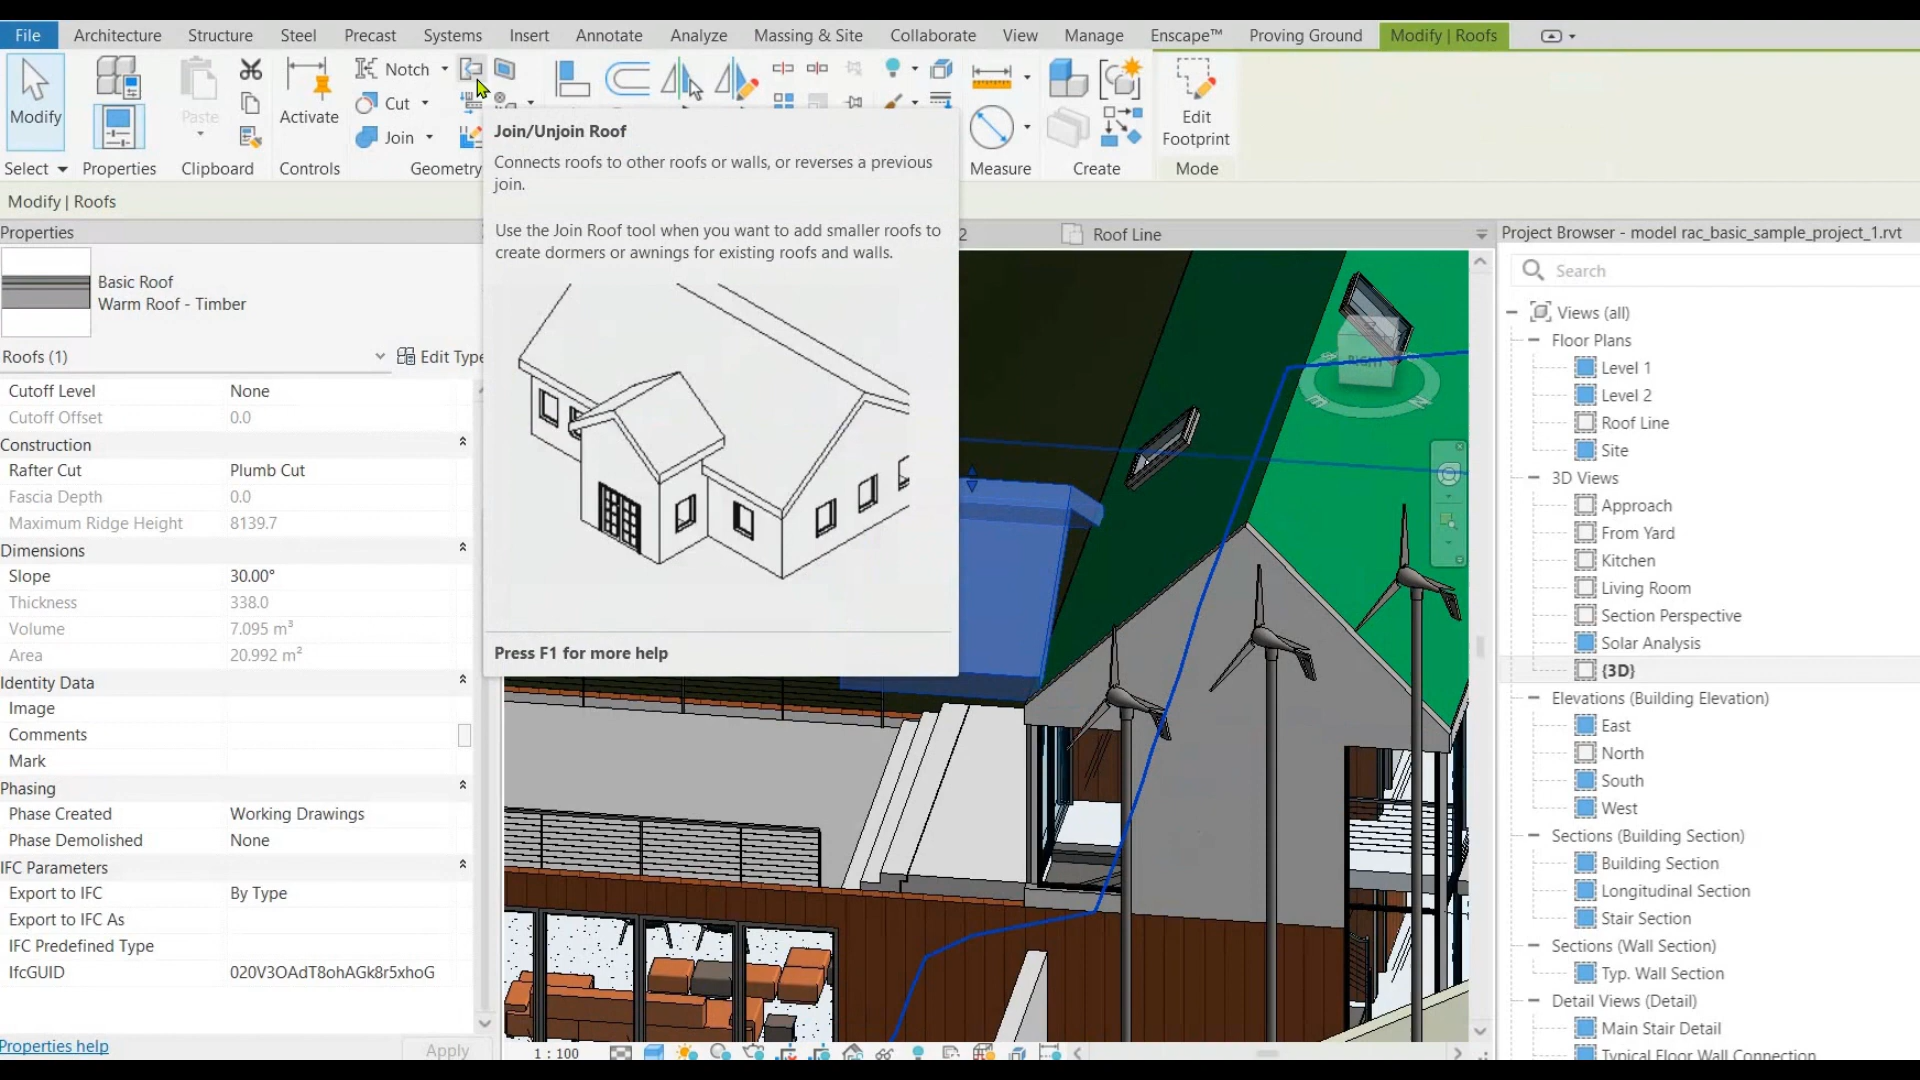 File Architecture Structure Steel Precast Systems Insert Annotate Analyze Massing & Site Collaborate View Manage Enscape™ Proving Ground Modify | Roofs
Modify
Paste
Activate
Notch
Cut
Join
Edit
Footprint
Select Properties Clipboard Controls Geometry Measure Create Mode
Join/Unjoin Roof
Connects roofs to other roofs or walls, or reverses a previous
join.
Use the Join Roof tool when you want to add smaller roofs to
create dormers or awnings for existing roofs and walls.
Press F1 for more help
Modify | Roofs
Properties
Basic Roof
Warm Roof - Timber
Roofs (1) Edit Type
Cutoff Level None
Cutoff Offset 0.0
Construction
Rafter Cut Plumb Cut
Fascia Depth 0.0
Maximum Ridge Height 8139.7
Dimensions
Slope 30.00°
Thickness 338.0
Volume 7.095 m³
Area 20.992 m²
Identity Data
Image
Comments
Mark
Phasing
Phase Created Working Drawings
Phase Demolished None
IFC Parameters
Export to IFC By Type
Export to IFC As
IFC Predefined Type
IfcGUID 020V3OAdT8ohAGk8r5xhoG
Properties help Apply
2 Roof Line
RIGHT
N
1 : 100
Project Browser - model rac_basic_sample_project_1.rvt
Search
Views (all)
Floor Plans
Level 1
Level 2
Roof Line
Site
3D Views
Approach
From Yard
Kitchen
Living Room
Section Perspective
Solar Analysis
{3D}
Elevations (Building Elevation)
East
North
South
West
Sections (Building Section)
Building Section
Longitudinal Section
Stair Section
Sections (Wall Section)
Typ. Wall Section
Detail Views (Detail)
Main Stair Detail
Typical Floor Wall Connection